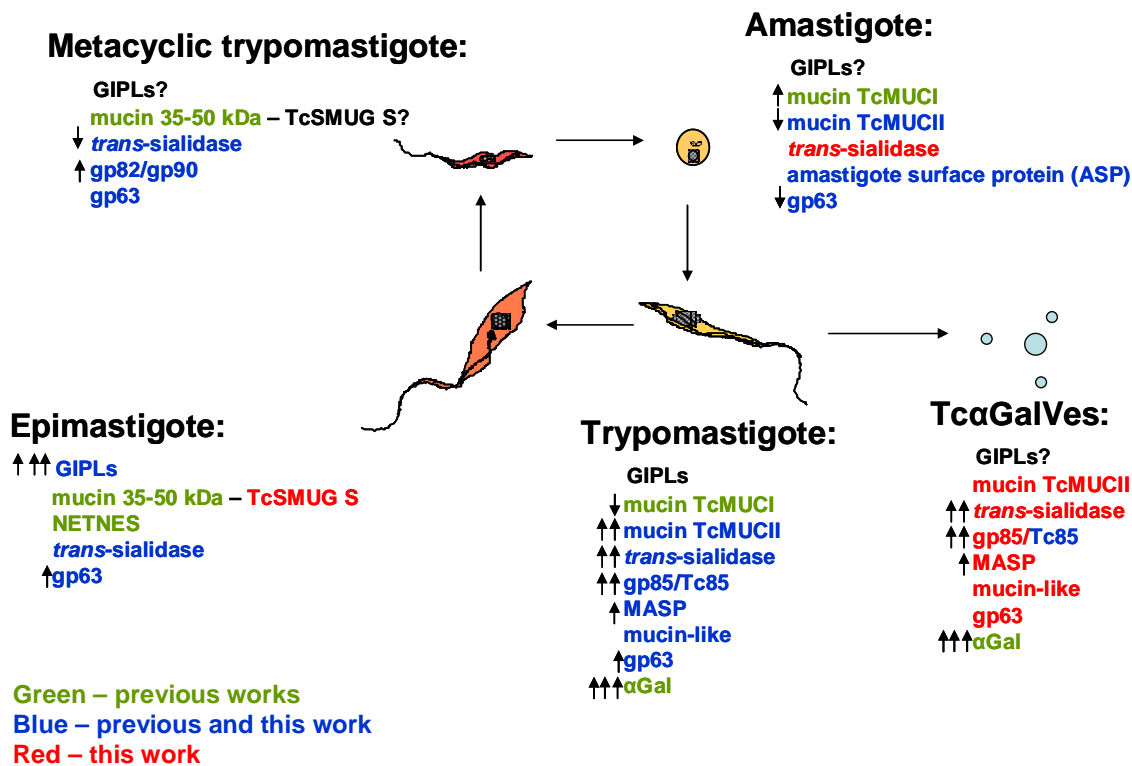 Metacyclic trypomastigote:
GIPLs?
mucin 35-50 kDa – TcSMUG S?
↓ trans-sialidase
↑ gp82/gp90
gp63
Amastigote:
GIPLs?
↑ mucin TcMUCI
↓ mucin TcMUCII
trans-sialidase
amastigote surface protein (ASP)
↓ gp63
Epimastigote:
↑ ↑↑ GIPLs
mucin 35-50 kDa – TcSMUG S
NETNES
trans-sialidase
↑ gp63
Trypomastigote:
GIPLs
↓ mucin TcMUCI
↑↑ mucin TcMUCII
↑↑ trans-sialidase
↑↑ gp85/Tc85
↑ MASP
mucin-like
↑ gp63
↑↑↑ αGal
TcαGalVes:
GIPLs?
mucin TcMUCII
↑↑ trans-sialidase
↑↑ gp85/Tc85
↑ MASP
mucin-like
gp63
↑↑↑ αGal
Green – previous works
Blue – previous and this work
Red – this work